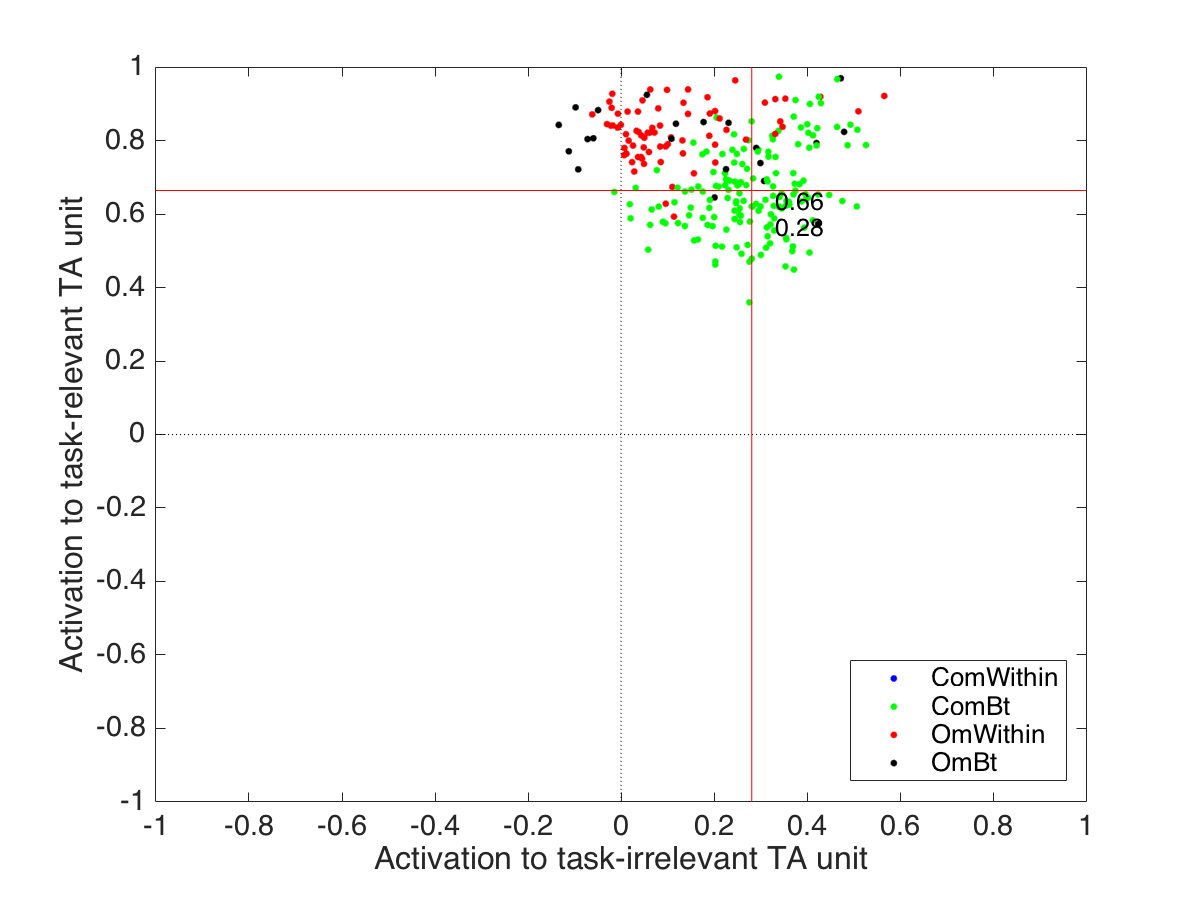 1
0.8
0.6
0.4
0.2
0
-0.2
-0.4
-0.6
-0.8
-1
Activation to task-relevant TA unit
0.66
0.28
ComWithin
ComBt
OmWithin
OmBt
-1 -0.8 -0.6 -0.4 -0.2 0 0.2 0.4 0.6 0.8 1
Activation to task-irrelevant TA unit